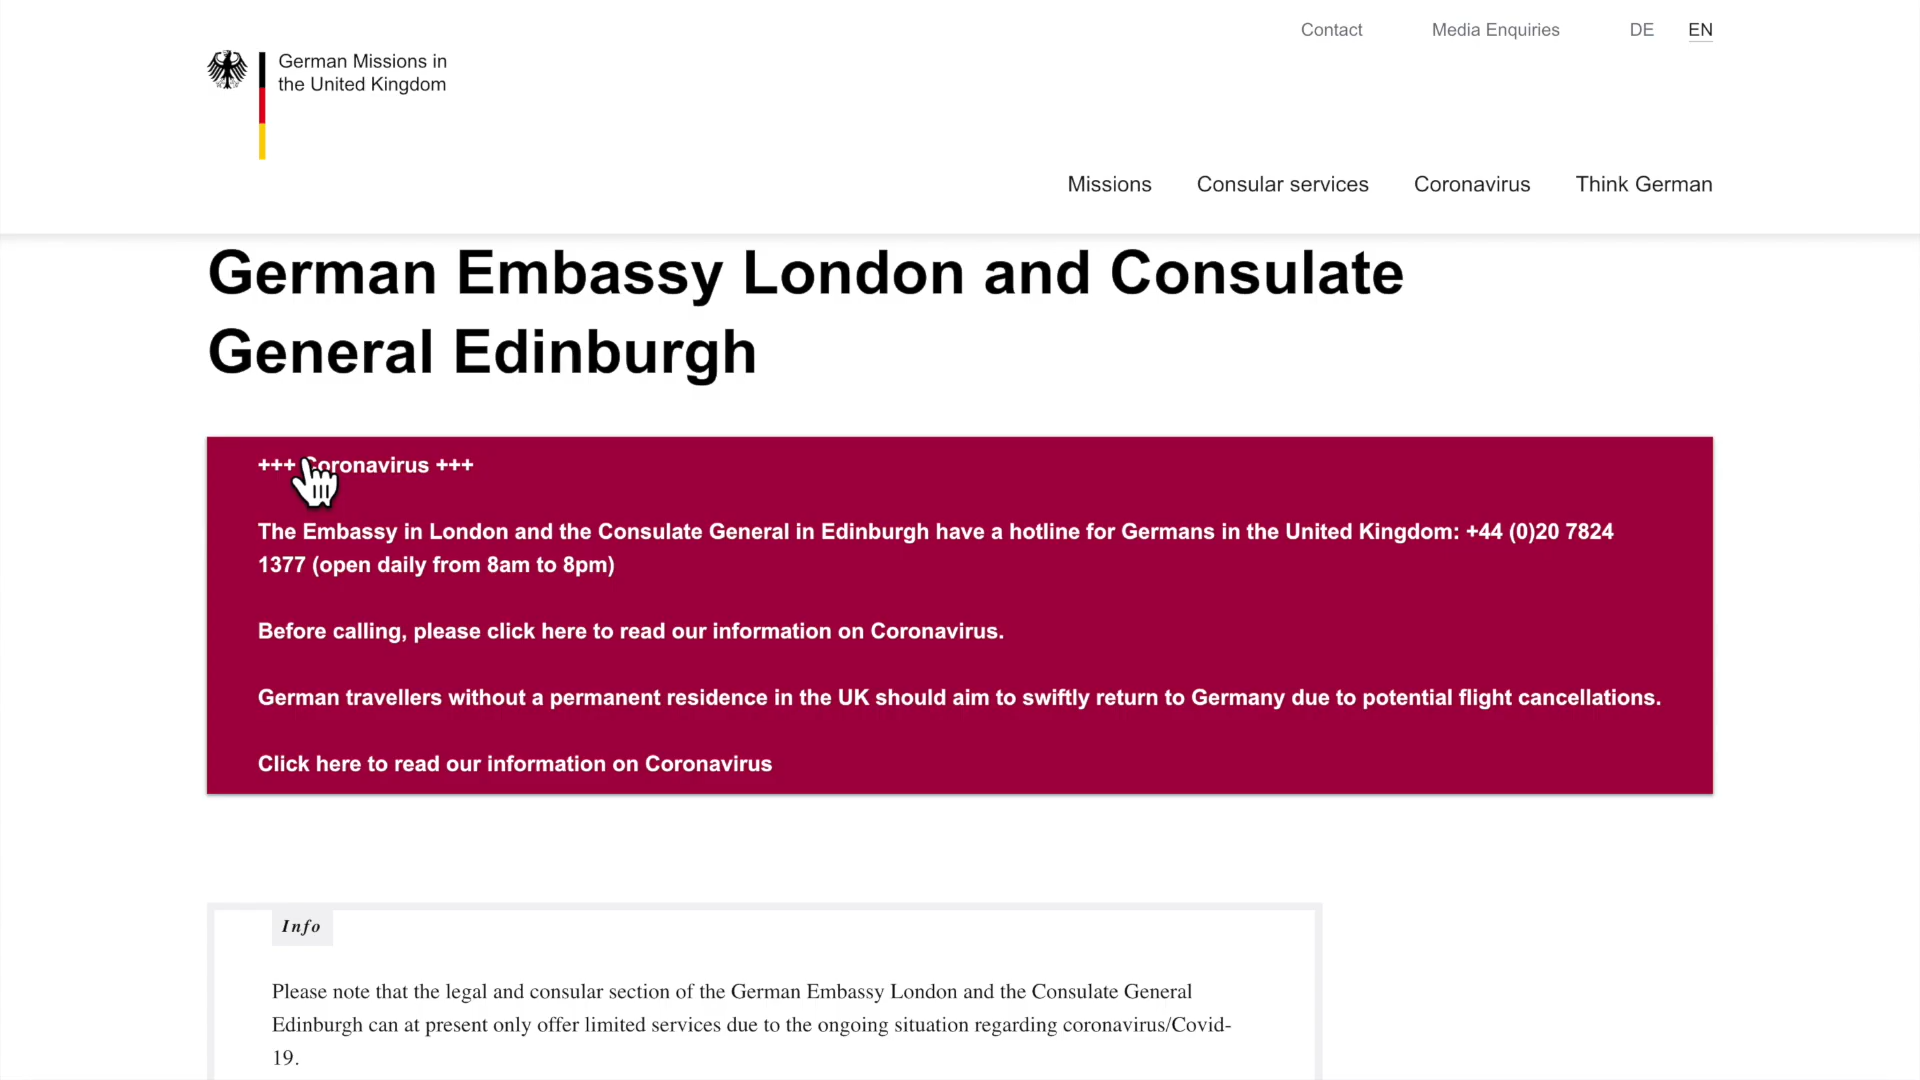 Contact Media Enquiries DE EN
German Missions in
the United Kingdom
Missions Consular services Coronavirus Think German
German Embassy London and Consulate
General Edinburgh
+++ Coronavirus +++
The Embassy in London and the Consulate General in Edinburgh have a hotline for Germans in the United Kingdom: +44 (0)20 7824
1377 (open daily from 8am to 8pm)
Before calling, please click here to read our information on Coronavirus.
German travellers without a permanent residence in the UK should aim to swiftly return to Germany due to potential flight cancellations.
Click here to read our information on Coronavirus
Info
Please note that the legal and consular section of the German Embassy London and the Consulate General
Edinburgh can at present only offer limited services due to the ongoing situation regarding coronavirus/Covid-
19.